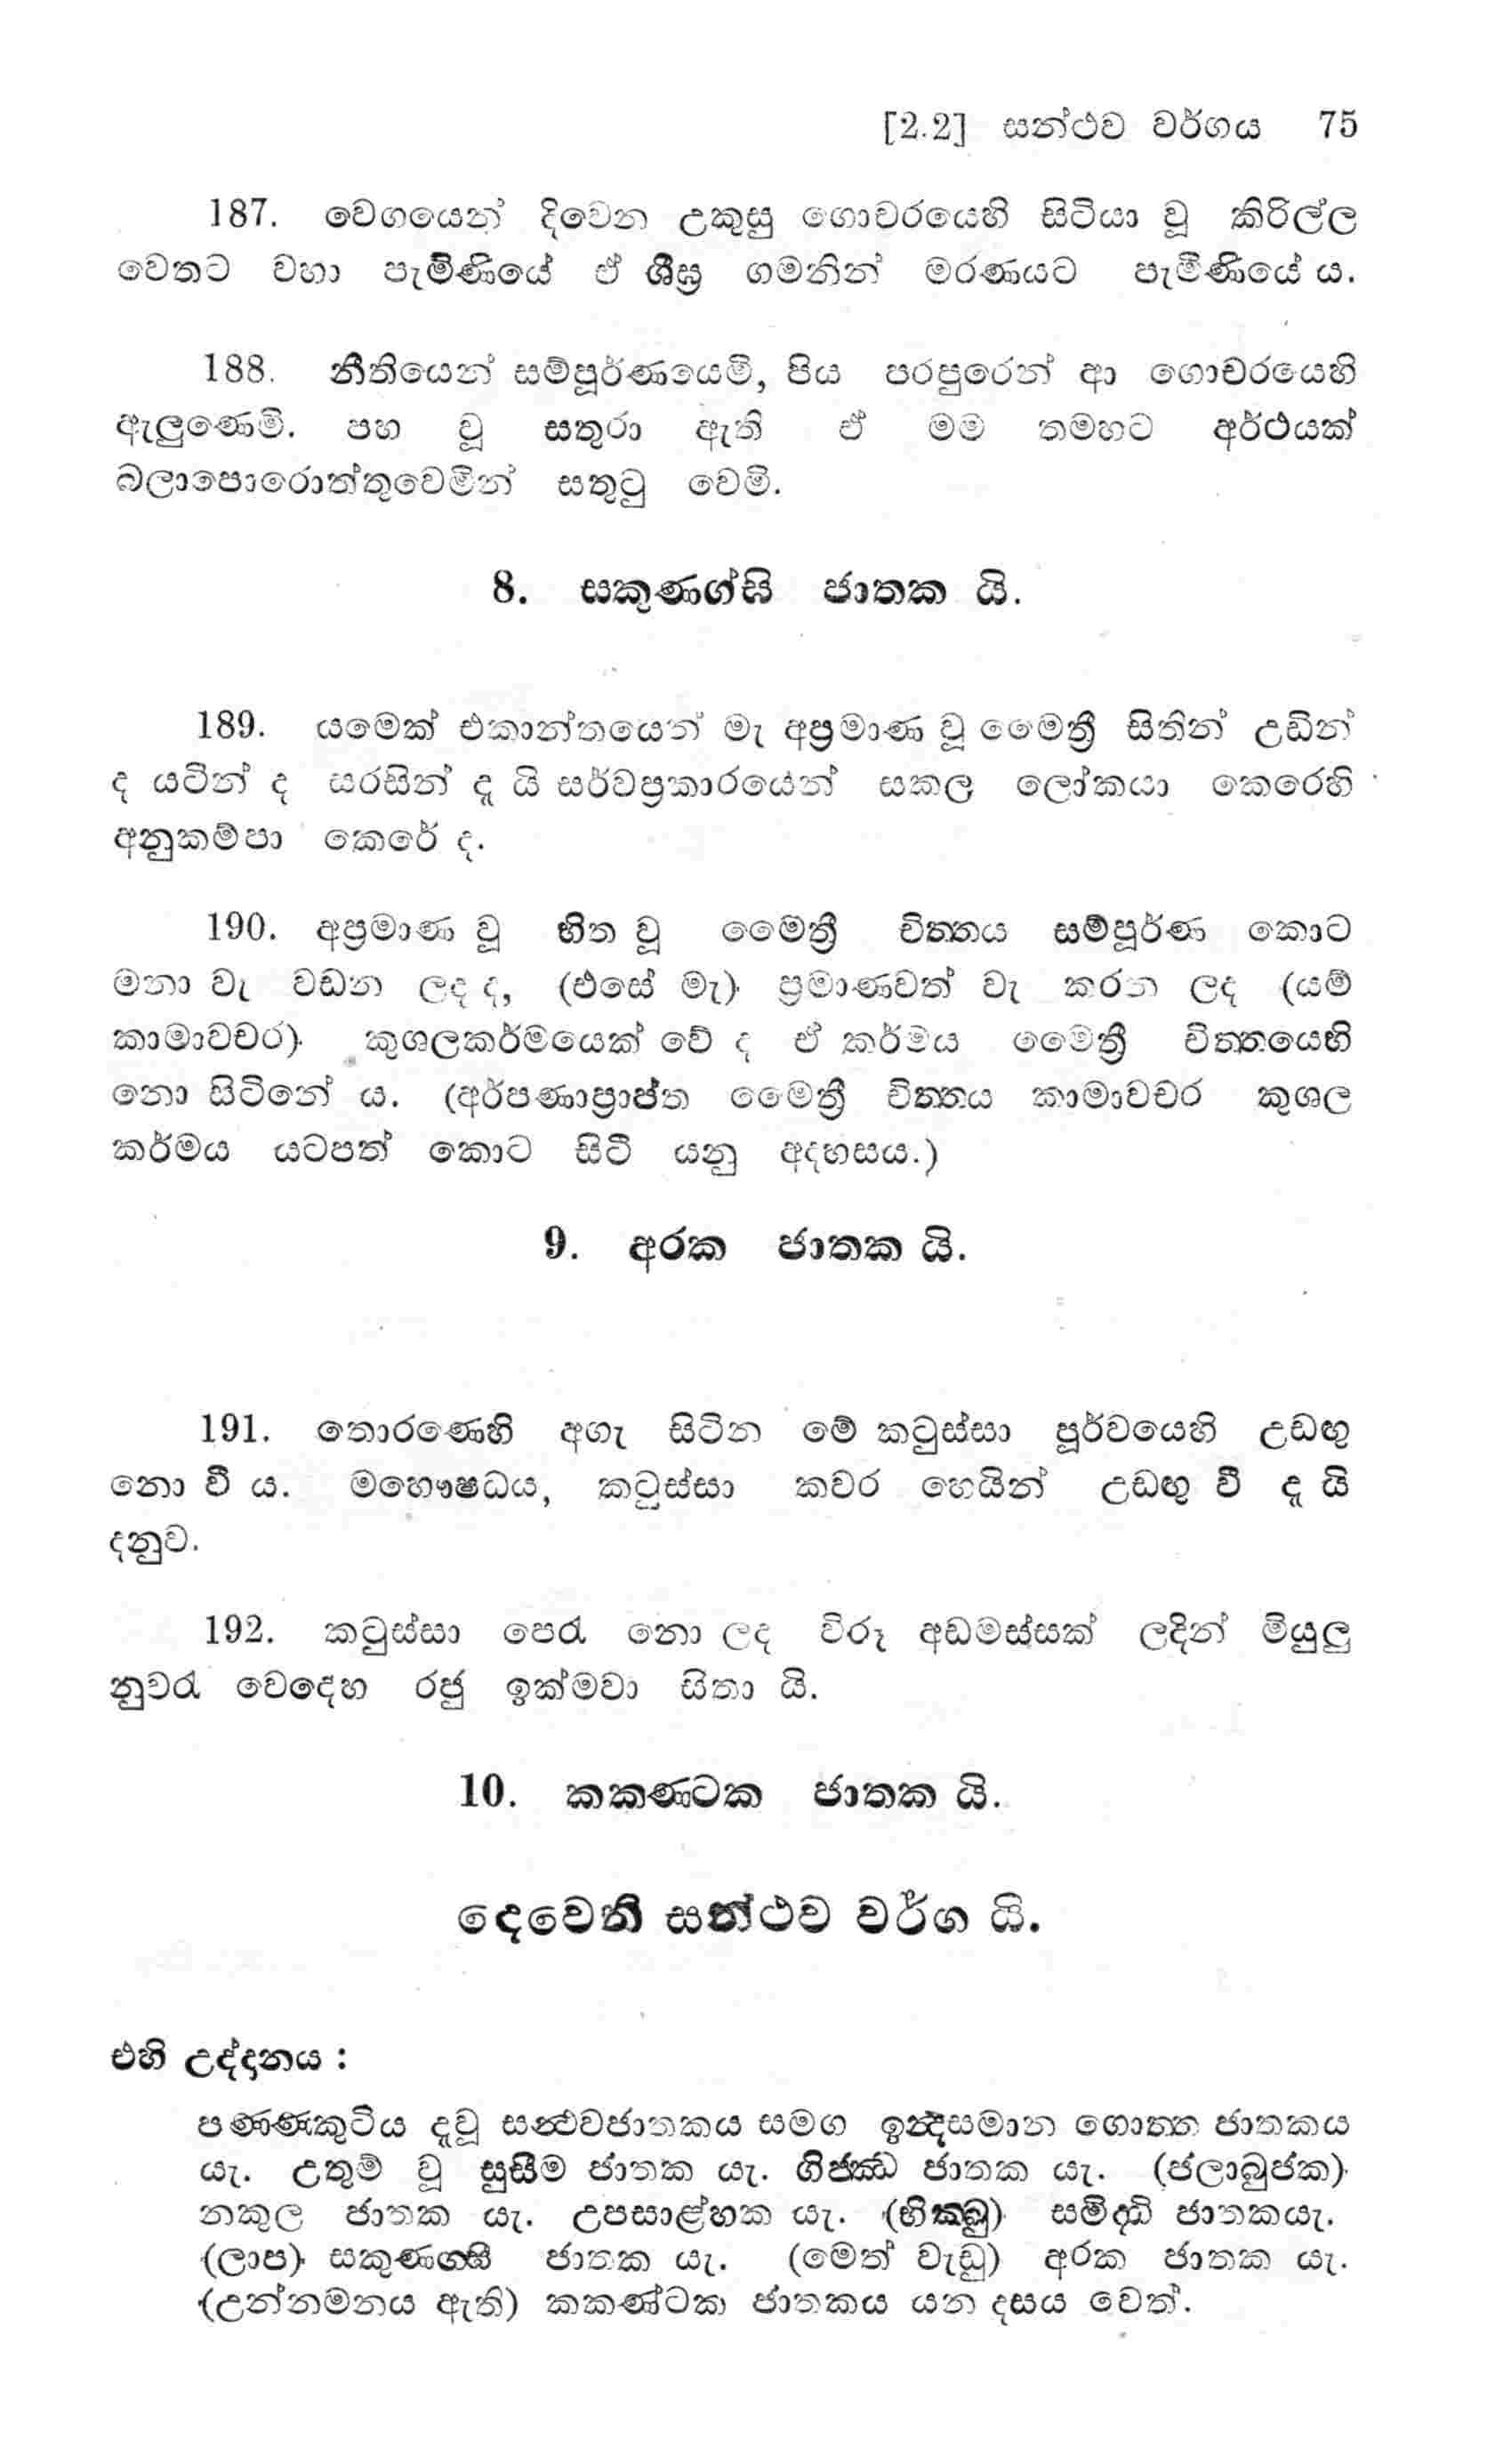 [2.2] සන්ථව වර්ගය 75
187. වෙගයෙන් දිවෙන උකුසු ගොචරයෙහි සිටියා වූ කිරිල්ල
වෙතට වහා පැමිණියේ ඒ ශීඝ්‍ර ගමනින් මරණයට පැමිණියේ ය.
188. නීතියෙන් සම්පූර්ණයෙමි, පිය පරපුරෙන් ආ ගොචරයෙහි
ඇලුණෙමි. පහ වූ සතුරා ඇති ඒ මම තමහට අර්ථයක්
බලාපොරොත්තුවෙමින් සතුටු වෙමි.
8. සකුණග්ඝි ජාතක යි.
189. යමෙක් එකාන්තයෙන් මැ අප්‍රමාණ වූ මෛත්‍රී සිතින් උඩින්
ද යටින් ද සරසින් දැ යි සර්වප්‍රකාරයෙන් සකල ලෝකයා කෙරෙහි
අනුකම්පා කෙරේ ද.
190. අප්‍රමාණ වූ හිත වූ මෛත්‍රී චිත්තය සම්පූර්ණ කොට
මනා වැ වඩන ලද ද, (එසේ මැ) ප්‍රමාණවත් වැ කරන ලද (යම්
කාමාවචර) කුශලකර්මයෙක් වේ ද ඒ කර්මය මෛත්‍රී චිත්තයෙහි
නො සිටිනේ ය. (අර්පණාප්‍රාප්ත මෛත්‍රී චිත්තය කාමාවචර කුශල
කර්මය යටපත් කොට සිටී යනු අදහසය.)
9. අරක ජාතක යි.
191. තොරණෙහි අගැ සිටින මේ කටුස්සා පූර්වයෙහි උඩඟු
නො වී ය. මහෞෂධය, කටුස්සා කවර හෙයින් උඩඟු වී දැ යි
දනුව.
192. කටුස්සා පෙරැ නො ලද විරූ අඩමස්සක් ලදින් මියුලු
නුවරැ වෙදෙහ රජු ඉක්මවා සිතා යි.
10. කකණ්ටක ජාතක යි.
දෙවෙනි සන්ථව වර්ග යි.
එහි උද්දානය :
පණ්ණකුටිය දැවූ සන්ථවජාතකය සමග ඉන්දසමාන ගොත්ත ජාතකය
යැ. උතුම් වූ සුසීම ජාතක යැ. ගිජ්ඣ ජාතක යැ. (ජලාබුජක)
නකුල ජාතක යැ. උපසාළ්හක යැ. (භික්ඛු) සමිද්ධි ජාතකයැ.
(ලාප) සකුණග්ඝි ජාතක යැ. (මෙත් වැඩූ) අරක ජාතක යැ.
(උන්නමනය ඇති) කකණ්ටක ජාතකය යන දසය වෙත්.